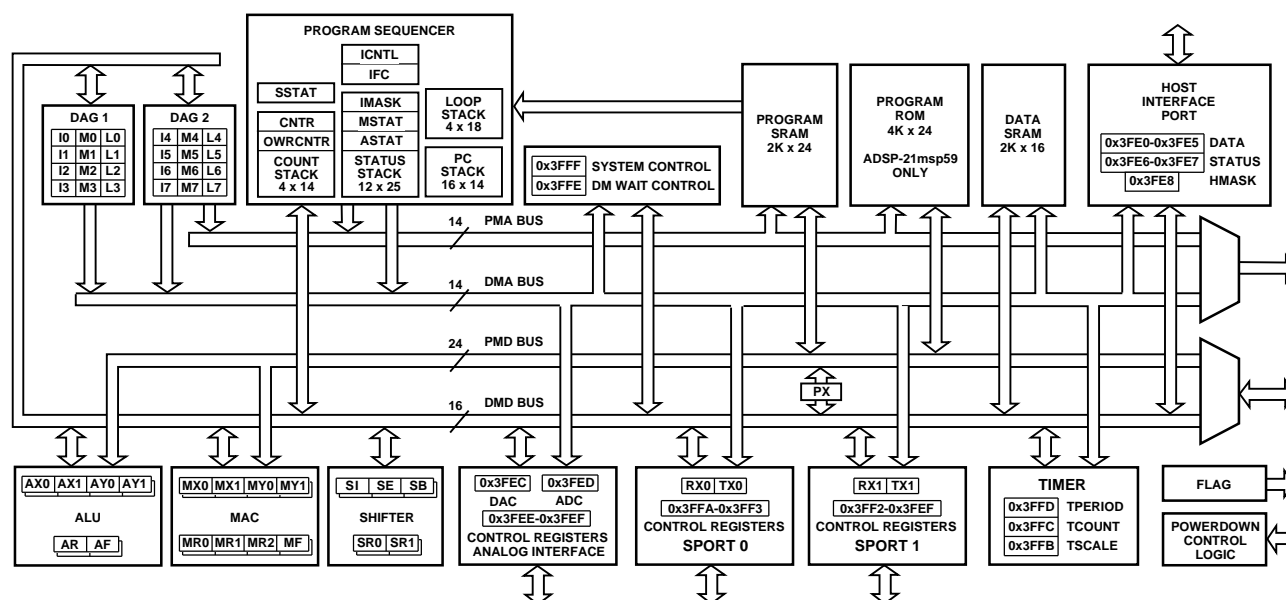 PROGRAM SEQUENCER
ICNTL
IFC
SSTAT
IMASK
MSTAT
ASTAT
STATUS
STACK
12 x 25
CNTR
OWRCNTR
COUNT
STACK
4 x 14
LOOP
STACK
4 x 18
PC
STACK
16 x 14
DAG 1
I0 M0 L0
I1 M1 L1
I2 M2 L2
I3 M3 L3
DAG 2
I4 M4 L4
I5 M5 L5
I6 M6 L6
I7 M7 L7
0x3FFF SYSTEM CONTROL
0x3FFE DM WAIT CONTROL
PROGRAM
SRAM
2K x 24
PROGRAM
ROM
4K x 24
ADSP-21msp59
ONLY
DATA
SRAM
2K x 16
HOST
INTERFACE
PORT
0x3FE0-0x3FE5 DATA
0x3FE6-0x3FE7 STATUS
0x3FE8 HMASK
14 PMA BUS
14 DMA BUS
24 PMD BUS
PX
16 DMD BUS
AX0 AX1 AY0 AY1
ALU
AR AF
MX0 MX1 MY0 MY1
MAC
MR0 MR1 MR2 MF
SI SE SB
SHIFTER
SR0 SR1
0x3FEC 0x3FED
DAC ADC
0x3FEE-0x3FEF
CONTROL REGISTERS
ANALOG INTERFACE
RX0 TX0
0x3FFA-0x3FF3
CONTROL REGISTERS
SPORT 0
RX1 TX1
0x3FF2-0x3FEF
CONTROL REGISTERS
SPORT 1
TIMER
0x3FFD TPERIOD
0x3FFC TCOUNT
0x3FFB TSCALE
FLAG
POWERDOWN
CONTROL
LOGIC